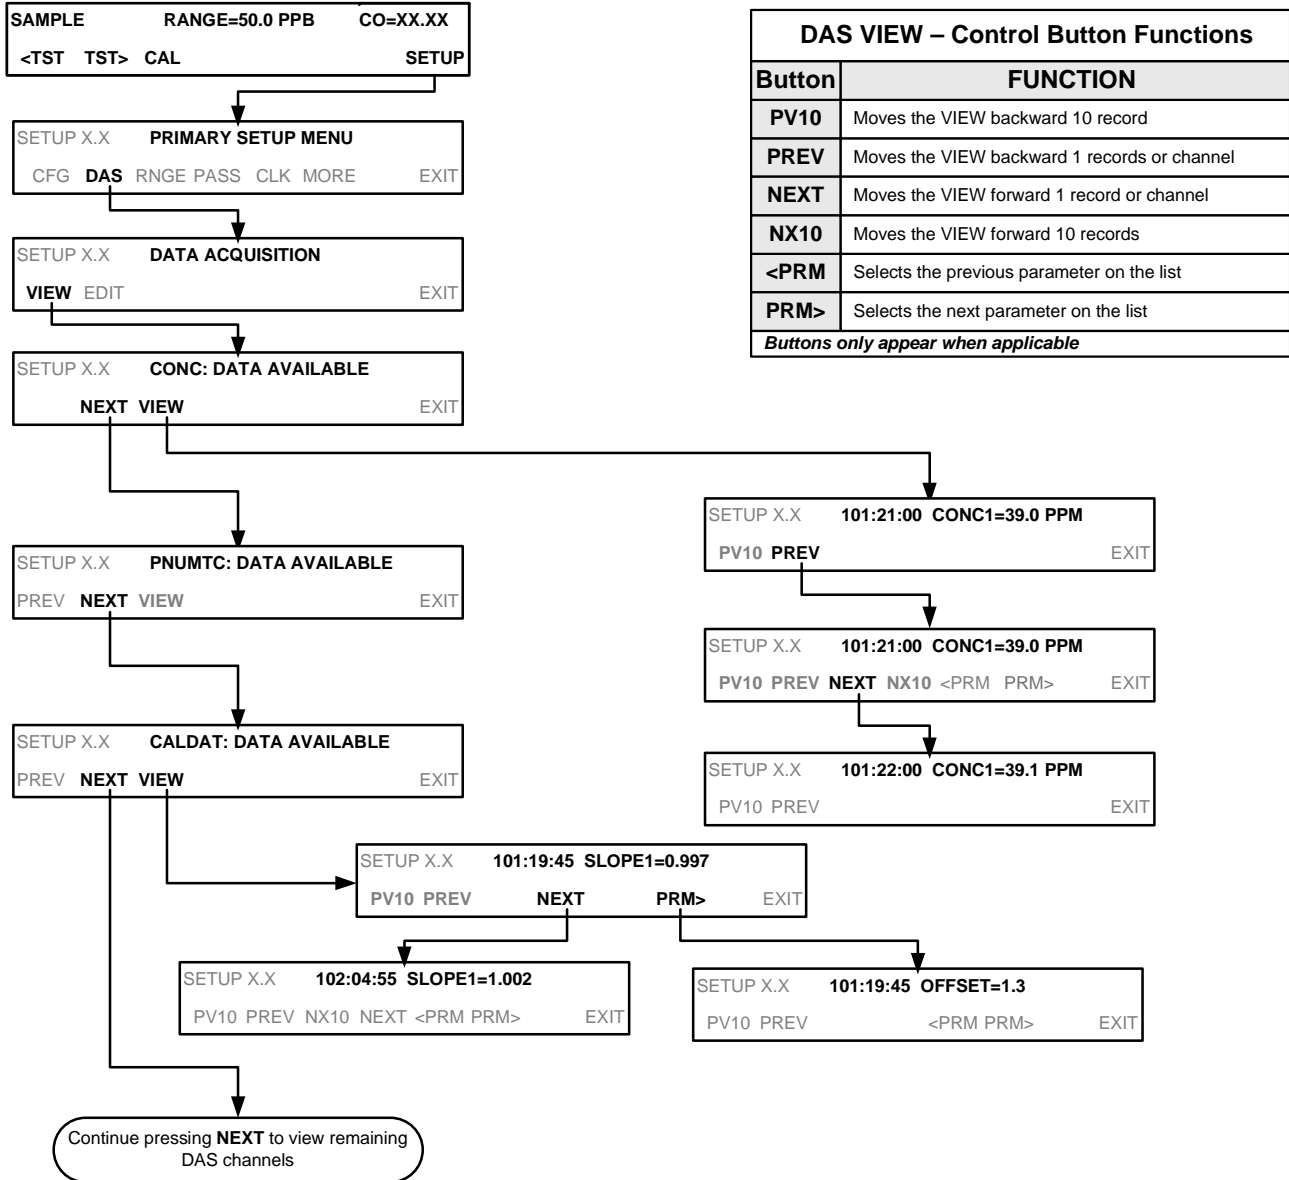 SAMPLE RANGE=50.0 PPB CO=XX.XX
<TST TST> CAL SETUP
SETUP X.X PRIMARY SETUP MENU
CFG DAS RNGE PASS CLK MORE EXIT
SETUP X.X DATA ACQUISITION
VIEW EDIT EXIT
SETUP X.X CONC: DATA AVAILABLE
NEXT VIEW EXIT
DAS VIEW – Control Button Functions
Button FUNCTION
PV10 Moves the VIEW backward 10 record
PREV Moves the VIEW backward 1 records or channel
NEXT Moves the VIEW forward 1 record or channel
NX10 Moves the VIEW forward 10 records
<PRM Selects the previous parameter on the list
PRM> Selects the next parameter on the list
Buttons only appear when applicable
SETUP X.X 101:21:00 CONC1=39.0 PPM
PV10 PREV EXIT
SETUP X.X PNUMTC: DATA AVAILABLE
PREV NEXT VIEW EXIT
SETUP X.X 101:21:00 CONC1=39.0 PPM
PV10 PREV NEXT NX10 <PRM PRM> EXIT
SETUP X.X CALDAT: DATA AVAILABLE
PREV NEXT VIEW EXIT
SETUP X.X 101:22:00 CONC1=39.1 PPM
PV10 PREV EXIT
SETUP X.X 101:19:45 SLOPE1=0.997
PV10 PREV NEXT PRM> EXIT
SETUP X.X 102:04:55 SLOPE1=1.002
PV10 PREV NX10 NEXT <PRM PRM> EXIT
SETUP X.X 101:19:45 OFFSET=1.3
PV10 PREV <PRM PRM> EXIT
Continue pressing NEXT to view remaining
DAS channels